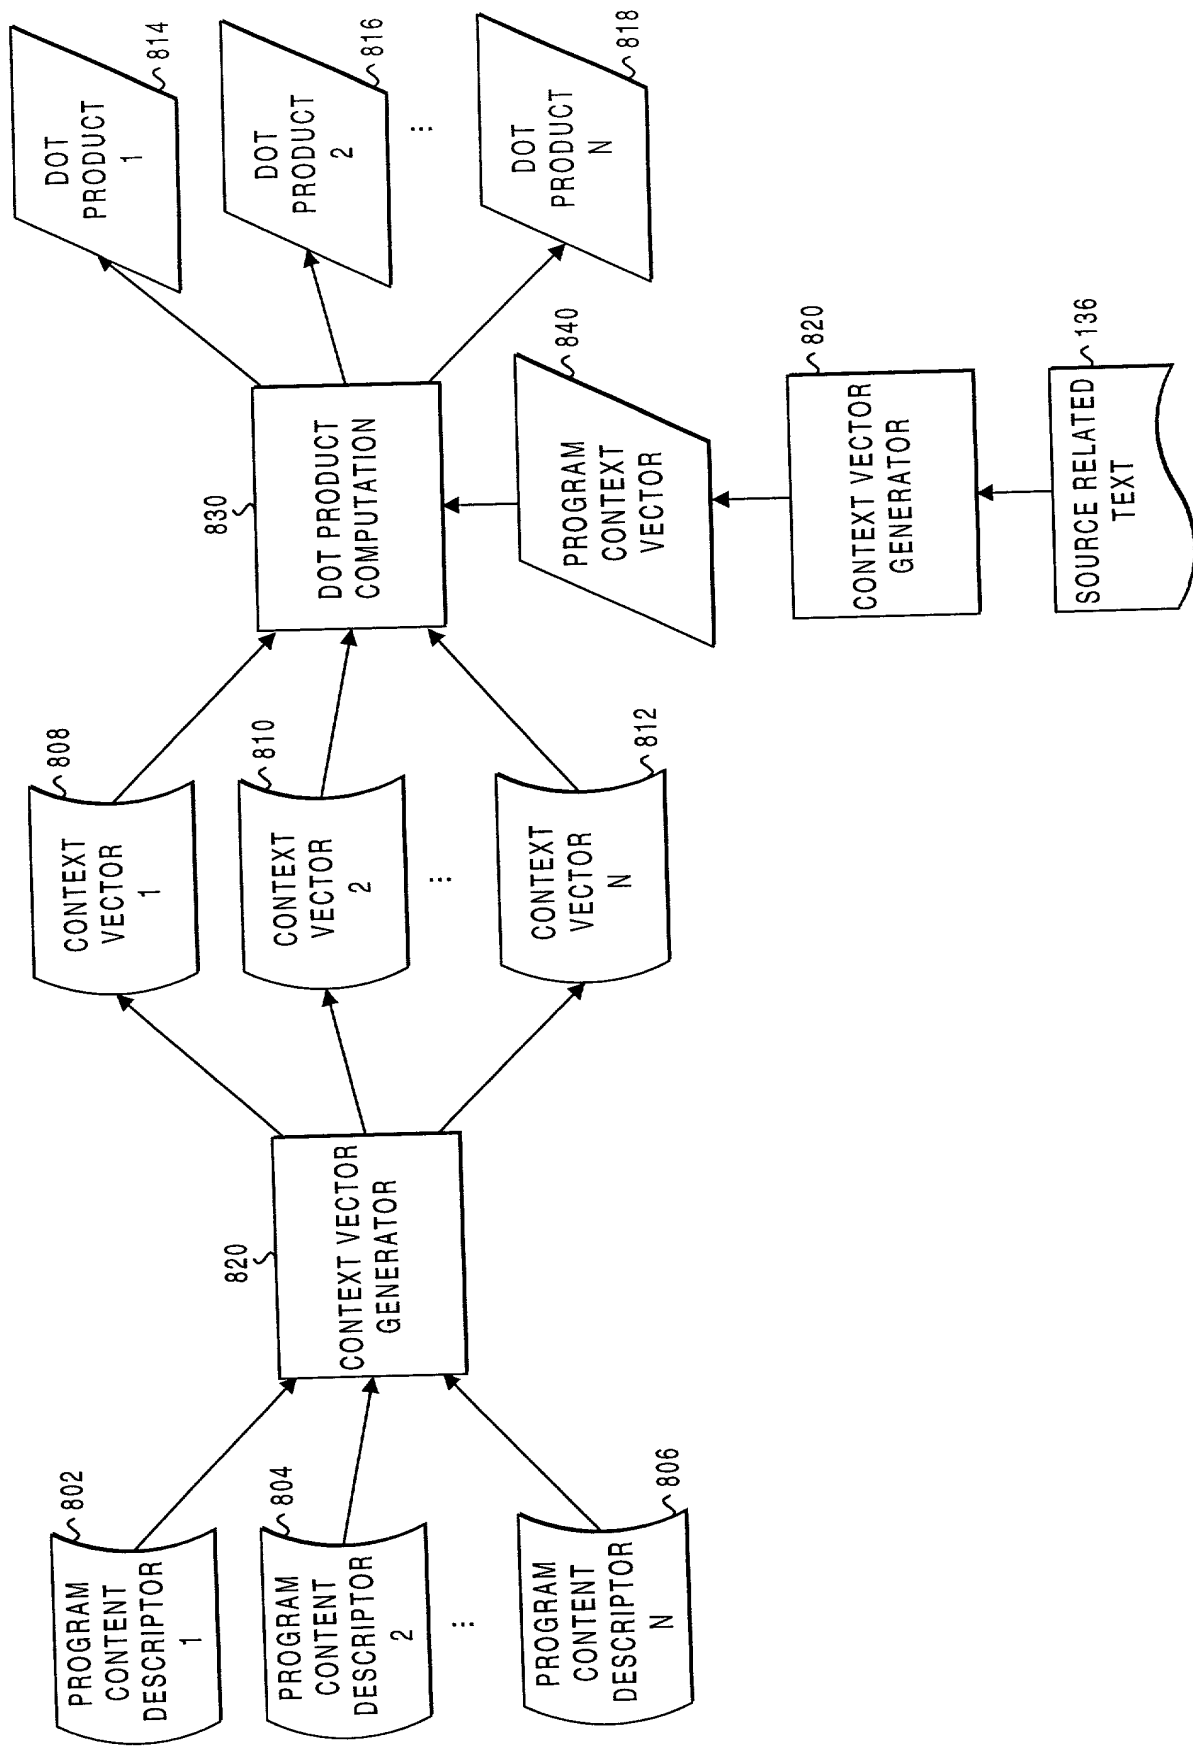 802
PROGRAM
CONTENT
DESCRIPTOR
1
804
PROGRAM
CONTENT
DESCRIPTOR
2
...
806
PROGRAM
CONTENT
DESCRIPTOR
N
820
CONTEXT VECTOR
GENERATOR
808
CONTEXT
VECTOR
1
810
CONTEXT
VECTOR
2
...
812
CONTEXT
VECTOR
N
830
DOT PRODUCT
COMPUTATION
840
PROGRAM
CONTEXT
VECTOR
820
CONTEXT VECTOR
GENERATOR
136
SOURCE RELATED
TEXT
814
DOT
PRODUCT
1
816
DOT
PRODUCT
2
...
818
DOT
PRODUCT
N